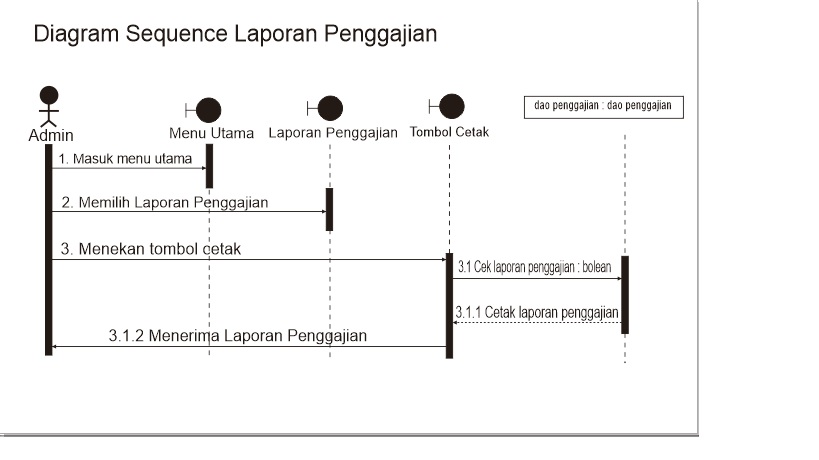 Diagram Sequence Laporan Penggajian
dao penggajian : dao penggajian
Admin
Menu Utama
Laporan Penggajian
Tombol Cetak
1. Masuk menu utama
2. Memilih Laporan Penggajian
3. Menekan tombol cetak
3.1 Cek laporan penggajian : bolean
3.1.1 Cetak laporan penggajian
3.1.2 Menerima Laporan Penggajian